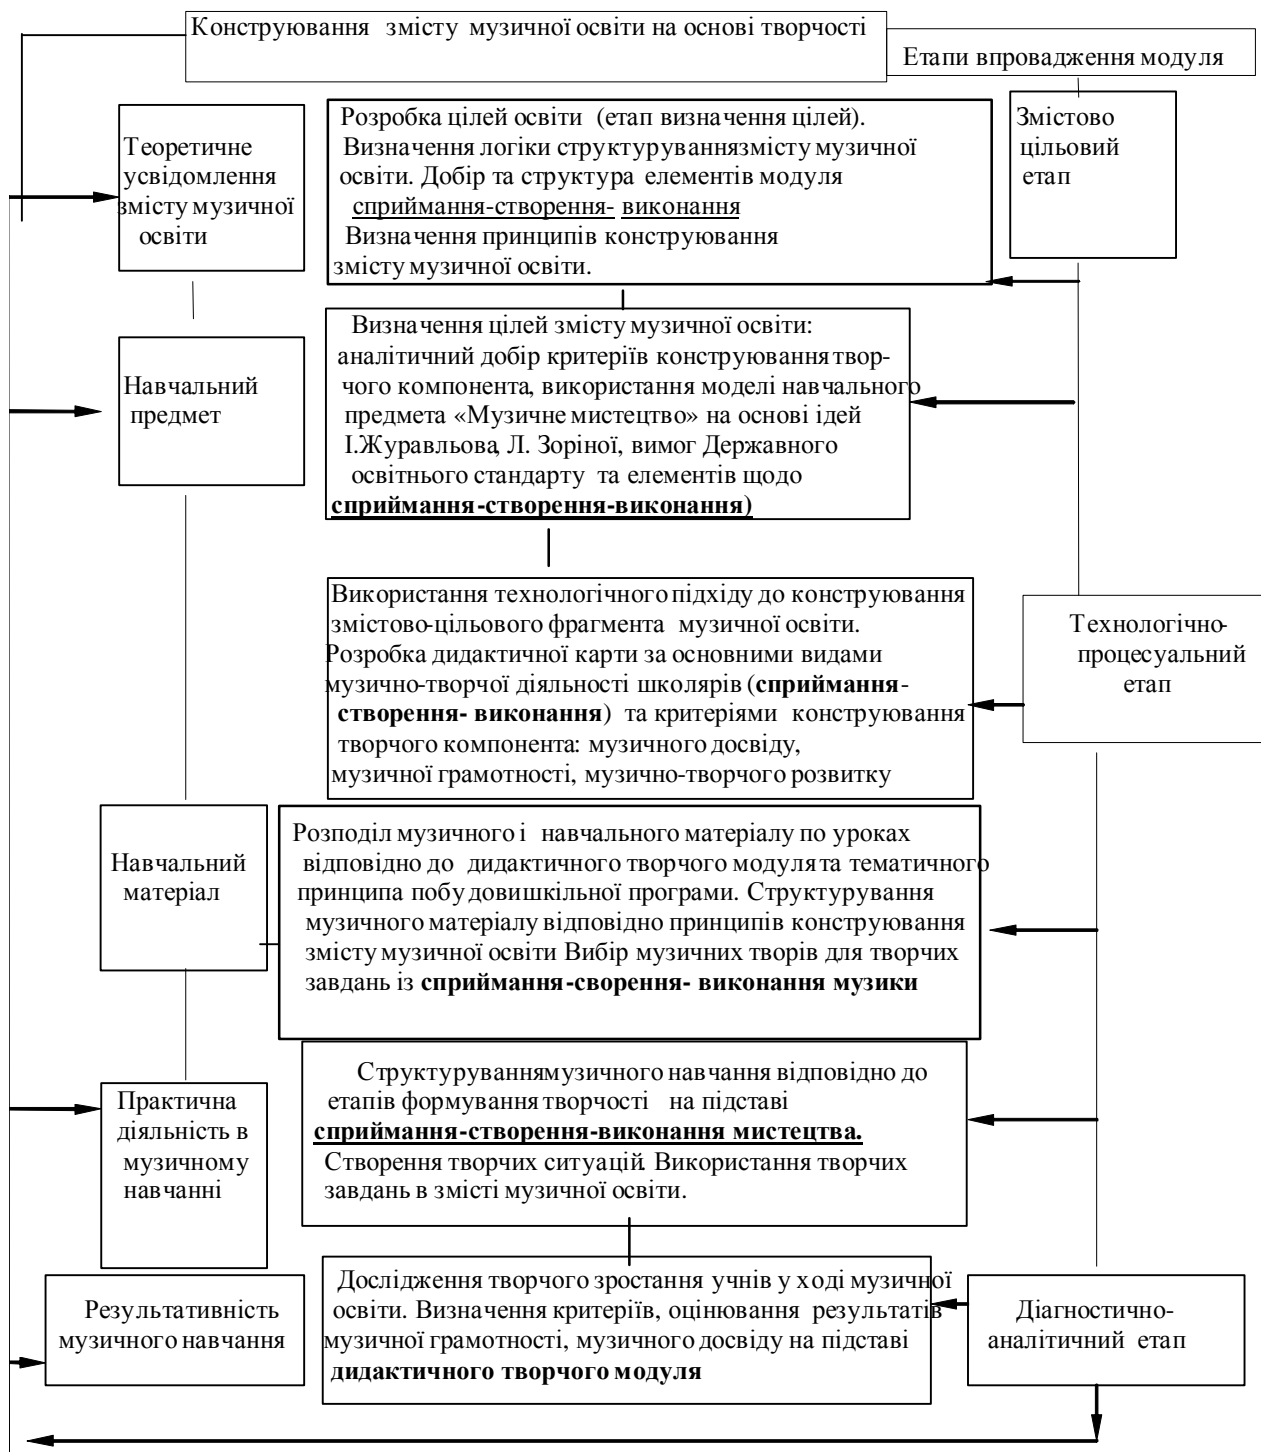 Конструювання змісту музичної освіти на основі творчості
Етапи впровадження модуля
Теоретичне
усвідомлення
змісту музичної
освіти
Розробка цілей освіти (етап визначення цілей).
Визначення логіки структуруваннязмісту музичної
освіти. Добір та структура елементів модуля
сприймання-створення- виконання
Визначення принципів конструювання
змісту музичної освіти.
Змістово
цільовий
етап
Навчальний
предмет
Визначення цілей змісту музичної освіти:
аналітичний добір критеріїв конструювання твор-
чого компонента, використання моделі навчального
предмета «Музичне мистецтво» на основі ідей
І.Журавльова, Л. Зоріної, вимог Державного
освітнього стандарту та елементів щодо
сприймання-створення-виконання)
Використання технологічного підхіду до конструювання
змістово-цільового фрагмента музичної освіти.
Розробка дидактичної карти за основними видами
музично-творчої діяльності школярів (сприймання-
створення- виконання) та критеріями конструювання
творчого компонента: музичного досвіду,
музичної грамотності, музично-творчого розвитку
Технологічно-
процесуальний
етап
Навчальний
матеріал
Розподіл музичного і навчального матеріалу по уроках
відповідно до дидактичного творчого модуля та тематичного
принципа побудовишкільної програми. Структурування
музичного матеріалу відповідно принципів конструювання
змісту музичної освіти Вибір музичних творів для творчих
завдань із сприймання-сворення- виконання музики
Практична
діяльність в
музичному
навчанні
Структуруваннямузичного навчання відповідно до
етапів формування творчості на підставі
сприймання-створення-виконання мистецтва.
Створення творчих ситуацій. Використання творчих
завдань в змісті музичної освіти.
Результативність
музичного навчання
Дослідження творчого зростання учнів у ході музичної
освіти. Визначення критеріїв, оцінювання результатів
музичної грамотності, музичного досвіду на підставі
дидактичного творчого модуля
Діагностично-
аналітичний етап